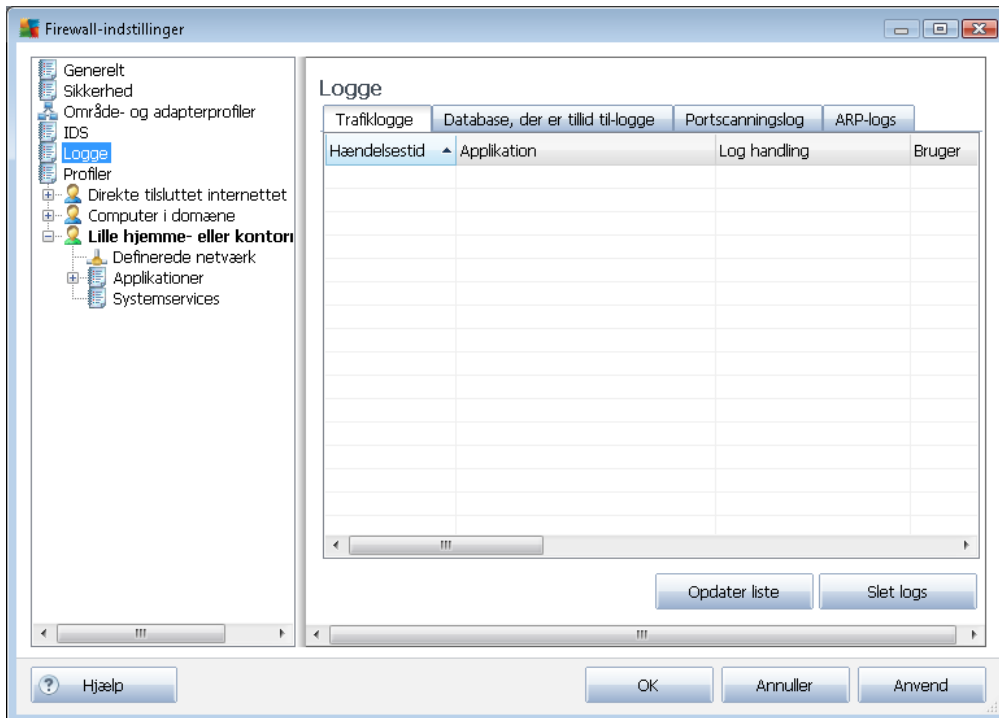 Firewall-indstillinger
Generelt
Sikkerhed
Område- og adapterprofiler
IDS
Logge
Profiler
Direkte tilsluttet internettet
Computer i domæne
Lille hjemme- eller kontorn
Definerede netværk
Applikationer
Systemservices
Logge
Trafiklogge
Database, der er tillid til-logge
Portscanningslog
ARP-logs
Hændelsestid
Applikation
Log handling
Bruger
Opdater liste
Slet logs
Hjælp
OK
Annuller
Anvend